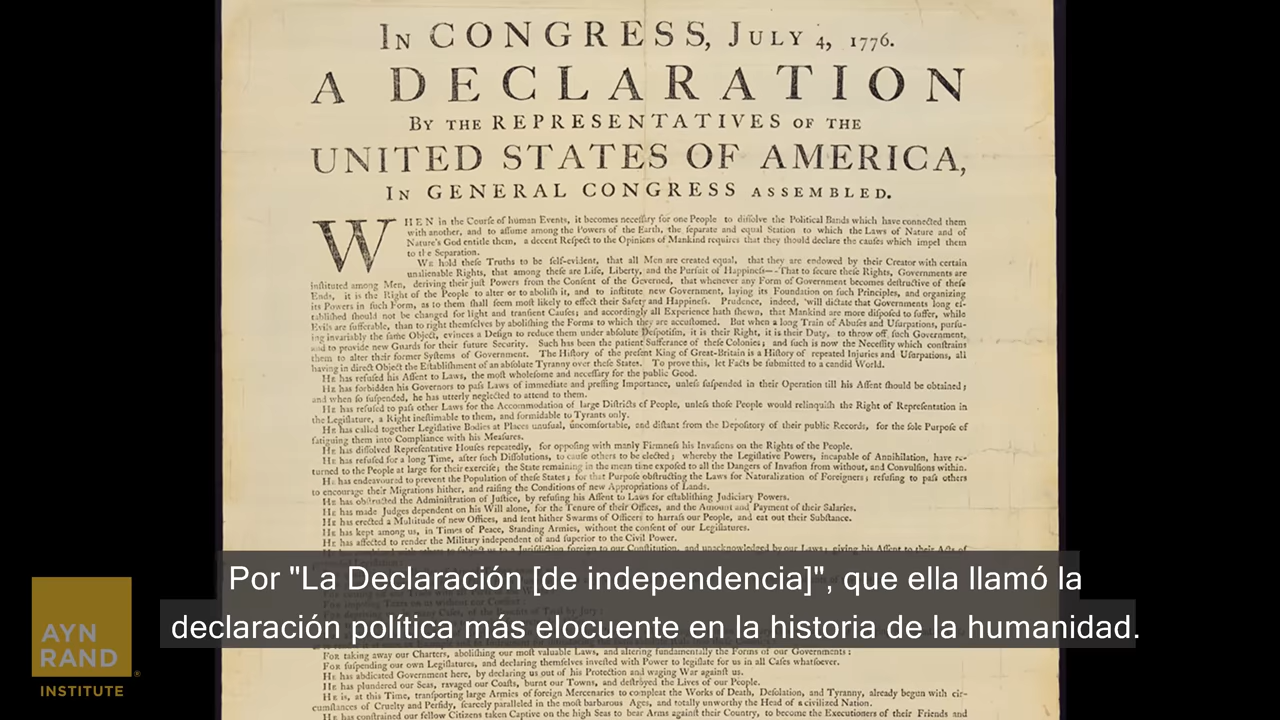 IN CONGRESS, JULY 4, 1776.
A DECLARATION
BY THE REPRESENTATIVES OF THE
UNITED STATES OF AMERICA,
IN GENERAL CONGRESS ASSEMBLED.
WHEN in the Courſe of human Events, it becomes neceſſary for one People to diſſolve the Political Bands which have connected them
with another, and to aſſume among the Powers of the Earth, the ſeparate and equal Station to which the Laws of Nature and of
Nature's God entitle them, a decent Reſpect to the Opinions of Mankind requires that they ſhould declare the cauſes which impel them
to the Separation.
WE hold theſe Truths to be ſelf-evident, that all Men are created equal, that they are endowed by their Creator with certain
unalienable Rights, that among theſe are Life, Liberty, and the Purſuit of Happineſs--That to ſecure theſe Rights, Governments are
inſtituted among Men, deriving their juſt Powers from the Conſent of the Governed, that whenever any Form of Government becomes deſtructive of theſe
Ends, it is the Right of the People to alter or to aboliſh it, and to inſtitute new Government, laying its Foundation on ſuch Principles, and organizing
its Powers in ſuch Form, as to them ſhall ſeem moſt likely to effect their Safety and Happineſs. Prudence, indeed, will dictate that Governments long eſ-
tabliſhed ſhould not be changed for light and tranſient Cauſes; and accordingly all Experience hath ſhewn, that Mankind are more diſpoſed to ſuffer, while
Evils are ſufferable, than to right themſelves by aboliſhing the Forms to which they are accuſtomed. But when a long Train of Abuſes and Uſurpations, purſu-
ing invariably the ſame Object, evinces a Deſign to reduce them under abſolute Deſpotiſm, it is their Right, it is their Duty, to throw off ſuch Government,
and to provide new Guards for their future Security. Such has been the patient Sufferance of theſe Colonies; and ſuch is now the Neceſſity which conſtrains
them to alter their former Syſtems of Government. The Hiſtory of the preſent King of Great-Britain is a Hiſtory of repeated Injuries and Uſurpations, all
having in direct Object the Eſtabliſhment of an abſolute Tyranny over theſe States. To prove this, let Facts be ſubmitted to a candid World.
HE has refuſed his Aſſent to Laws, the moſt wholeſome and neceſſary for the public Good.
HE has forbidden his Governors to paſs Laws of immediate and preſſing Importance, unleſs ſuſpended in their Operation till his Aſſent ſhould be obtained;
and when ſo ſuſpended, he has utterly neglected to attend to them.
HE has refuſed to paſs other Laws for the Accommodation of large Diſtricts of People, unleſs thoſe People would relinquiſh the Right of Repreſentation in
the Legiſlature, a Right ineſtimable to them, and formidable to Tyrants only.
HE has called together Legiſlative Bodies at Places unuſual, uncomfortable, and diſtant from the Depoſitory of their public Records, for the ſole Purpoſe of
fatiguing them into Compliance with his Meaſures.
HE has diſſolved Repreſentative Houſes repeatedly, for oppoſing with manly Firmneſs his Invaſions on the Rights of the People.
HE has refuſed for a long Time, after ſuch Diſſolutions, to cauſe others to be elected; whereby the Legiſlative Powers, incapable of Annihilation, have re-
turned to the People at large for their exerciſe; the State remaining in the mean time expoſed to all the Dangers of Invaſion from without, and Convulſions within.
HE has endeavoured to prevent the Population of theſe States; for that Purpoſe obſtructing the Laws for Naturalization of Foreigners; refuſing to paſs others
to encourage their Migrations hither, and raiſing the Conditions of new Appropriations of Lands.
HE has obſtructed the Adminiſtration of Juſtice, by refuſing his Aſſent to Laws for eſtabliſhing Judiciary Powers.
HE has made Judges dependent on his Will alone, for the Tenure of their Offices, and the Amount and Payment of their Salaries.
HE has erected a Multitude of new Offices, and ſent hither Swarms of Officers to harraſs our People, and eat out their Subſtance.
HE has kept among us, in Times of Peace, Standing Armies, without the conſent of our Legiſlatures.
HE has affected to render the Military independent of and ſuperior to the Civil Power.
Juriſdiction foreign to our Conſtitution, and unacknowledged by our Laws; giving his Aſſent to their Acts of
Por "La Declaración [de independencia]", que ella llamó la
declaración política más elocuente en la historia de la humanidad.
FOR taking away our Charters, aboliſhing our moſt valuable Laws, and altering fundamentally the Forms of our Governments:
FOR ſuſpending our own Legiſlatures, and declaring themſelves inveſted with Power to legiſlate for us in all Caſes whatſoever.
HE has abdicated Government here, by declaring us out of his Protection and waging War againſt us.
HE has plundered our Seas, ravaged our Coaſts, burnt our Towns, and deſtroyed the Lives of our People.
HE is, at this Time, tranſporting large Armies of foreign Mercenaries to compleat the Works of Death, Deſolation, and Tyranny, already begun with cir-
cumſtances of Cruelty and Perfidy, ſcarcely paralleled in the moſt barbarous Ages, and totally unworthy the Head of a civilized Nation.
HE has conſtrained our fellow Citizens taken Captive on the high Seas to bear Arms againſt their Country, to become the Executioners of their Friends and
AYN
RAND®
INSTITUTE